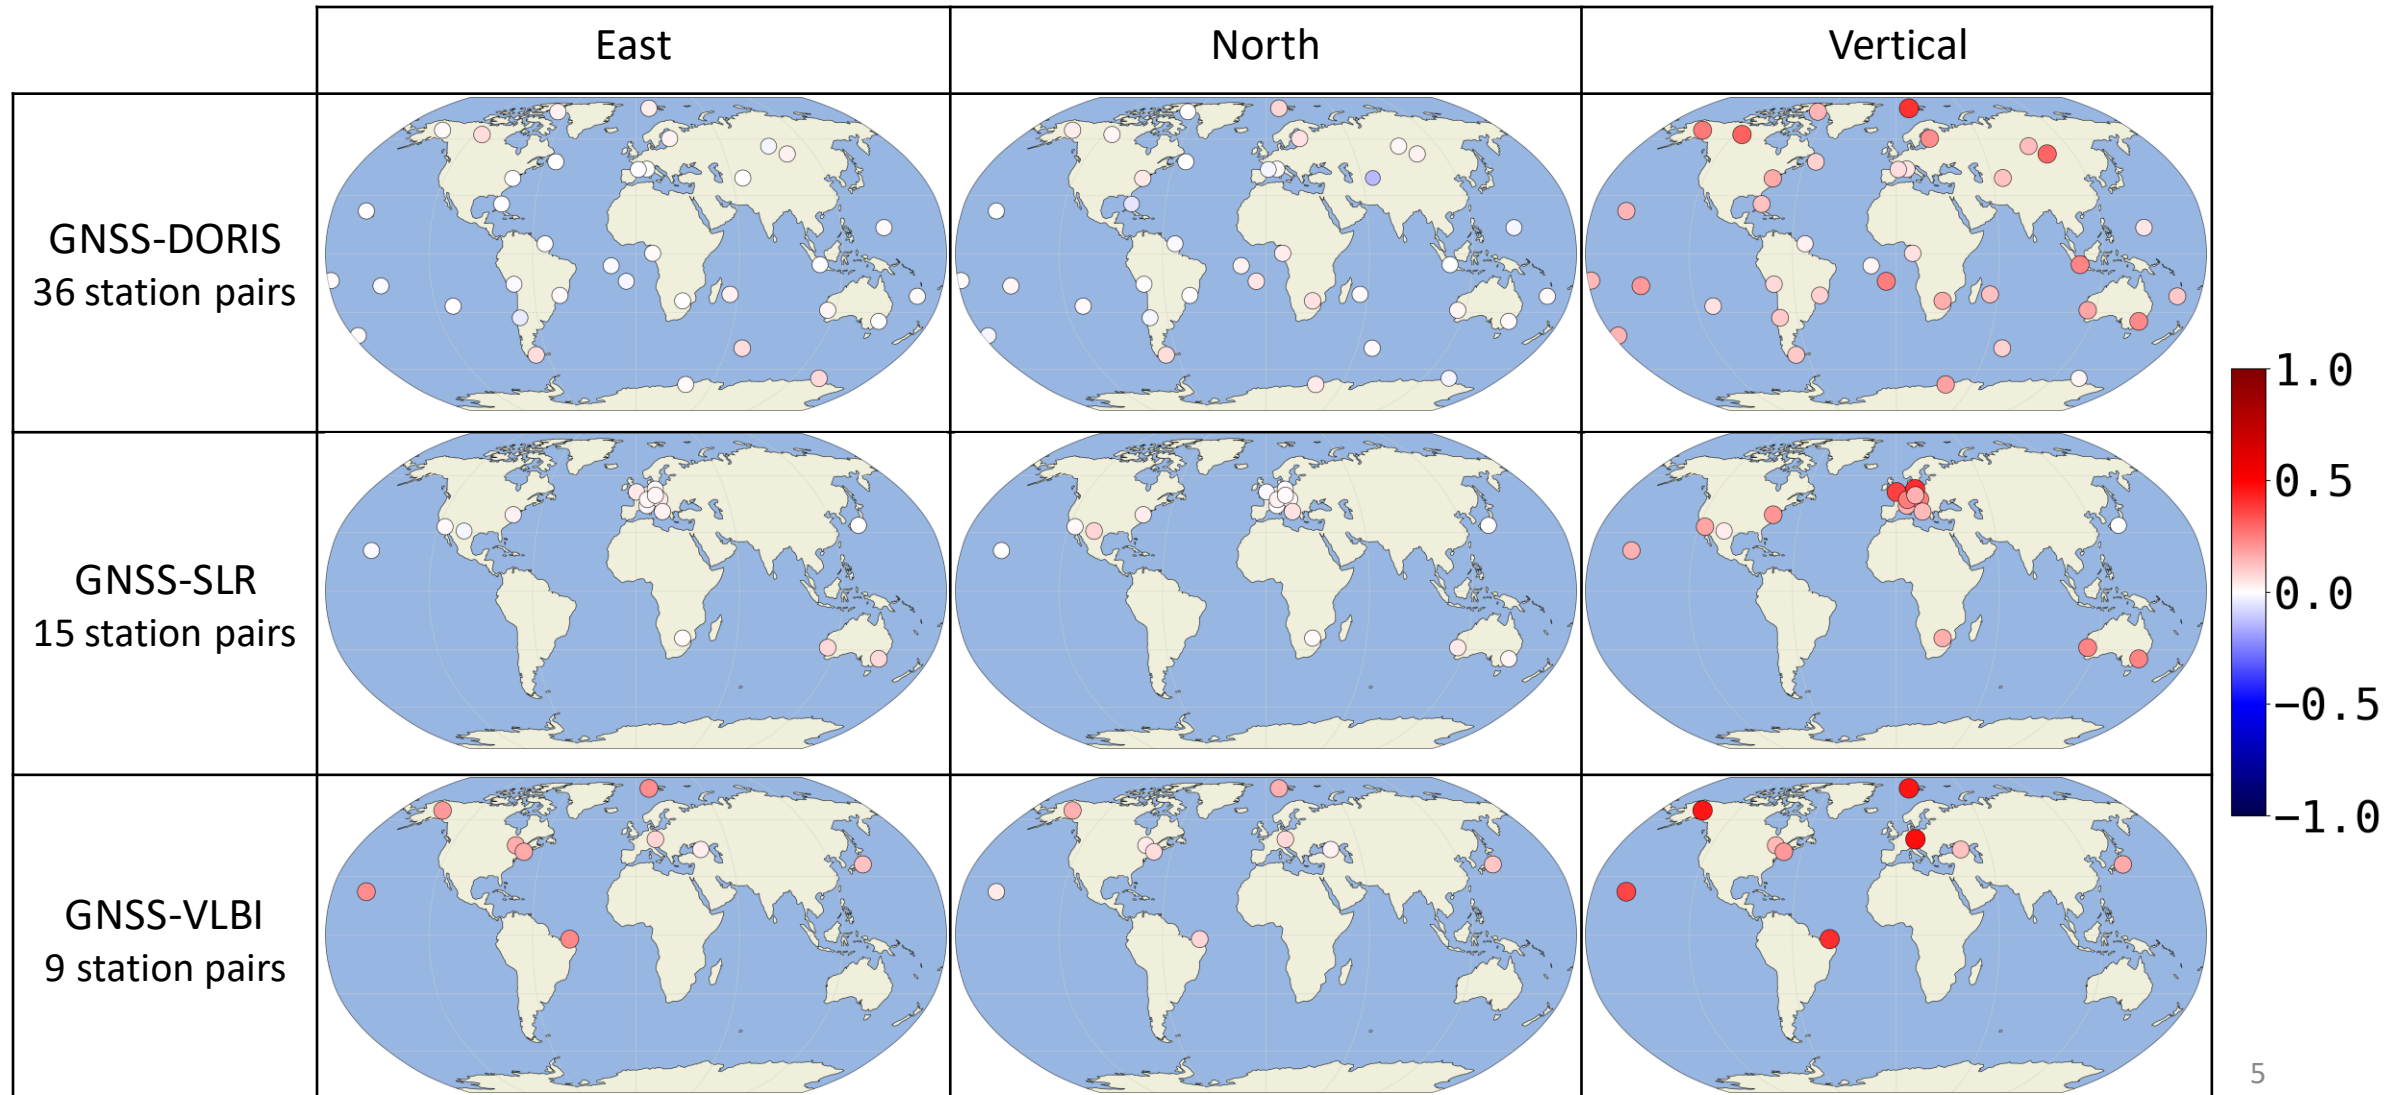 East
North
Vertical
GNSS-DORIS
36 station pairs
GNSS-SLR
15 station pairs
GNSS-VLBI
9 station pairs
1.0
0.5
0.0
−0.5
−1.0
5